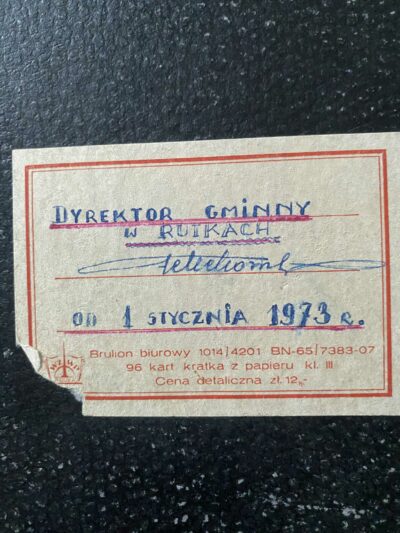 DYREKTOR GMINNY
W RUTKACH
OD 1 STYCZNIA 1973 R.
Brulion biurowy 1014/4201 BN-65/7383-07
96 kart kratka z papieru kl. III
Cena detaliczna zł. 12,-